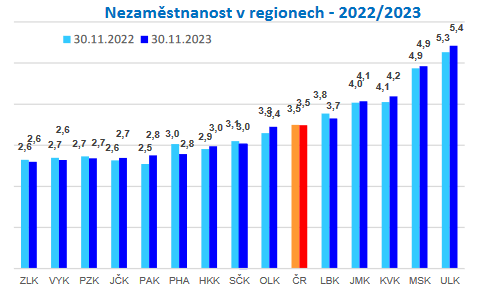 Nezaměstnanost v regionech - 2022/2023
30.11.2022 30.11.2023
2,6 2,6 2,7 2,6 2,7 2,7 2,6 2,7 2,5 2,8 3,0 2,8 2,9 3,0 3,1 3,0 3,3 3,4 3,5 3,5 3,8 3,7 4,0 4,1 4,1 4,2 4,9 4,9 5,3 5,4
ZLK VYK PZK JČK PAK PHA HKK SČK OLK ČR LBK JMK KVK MSK ULK